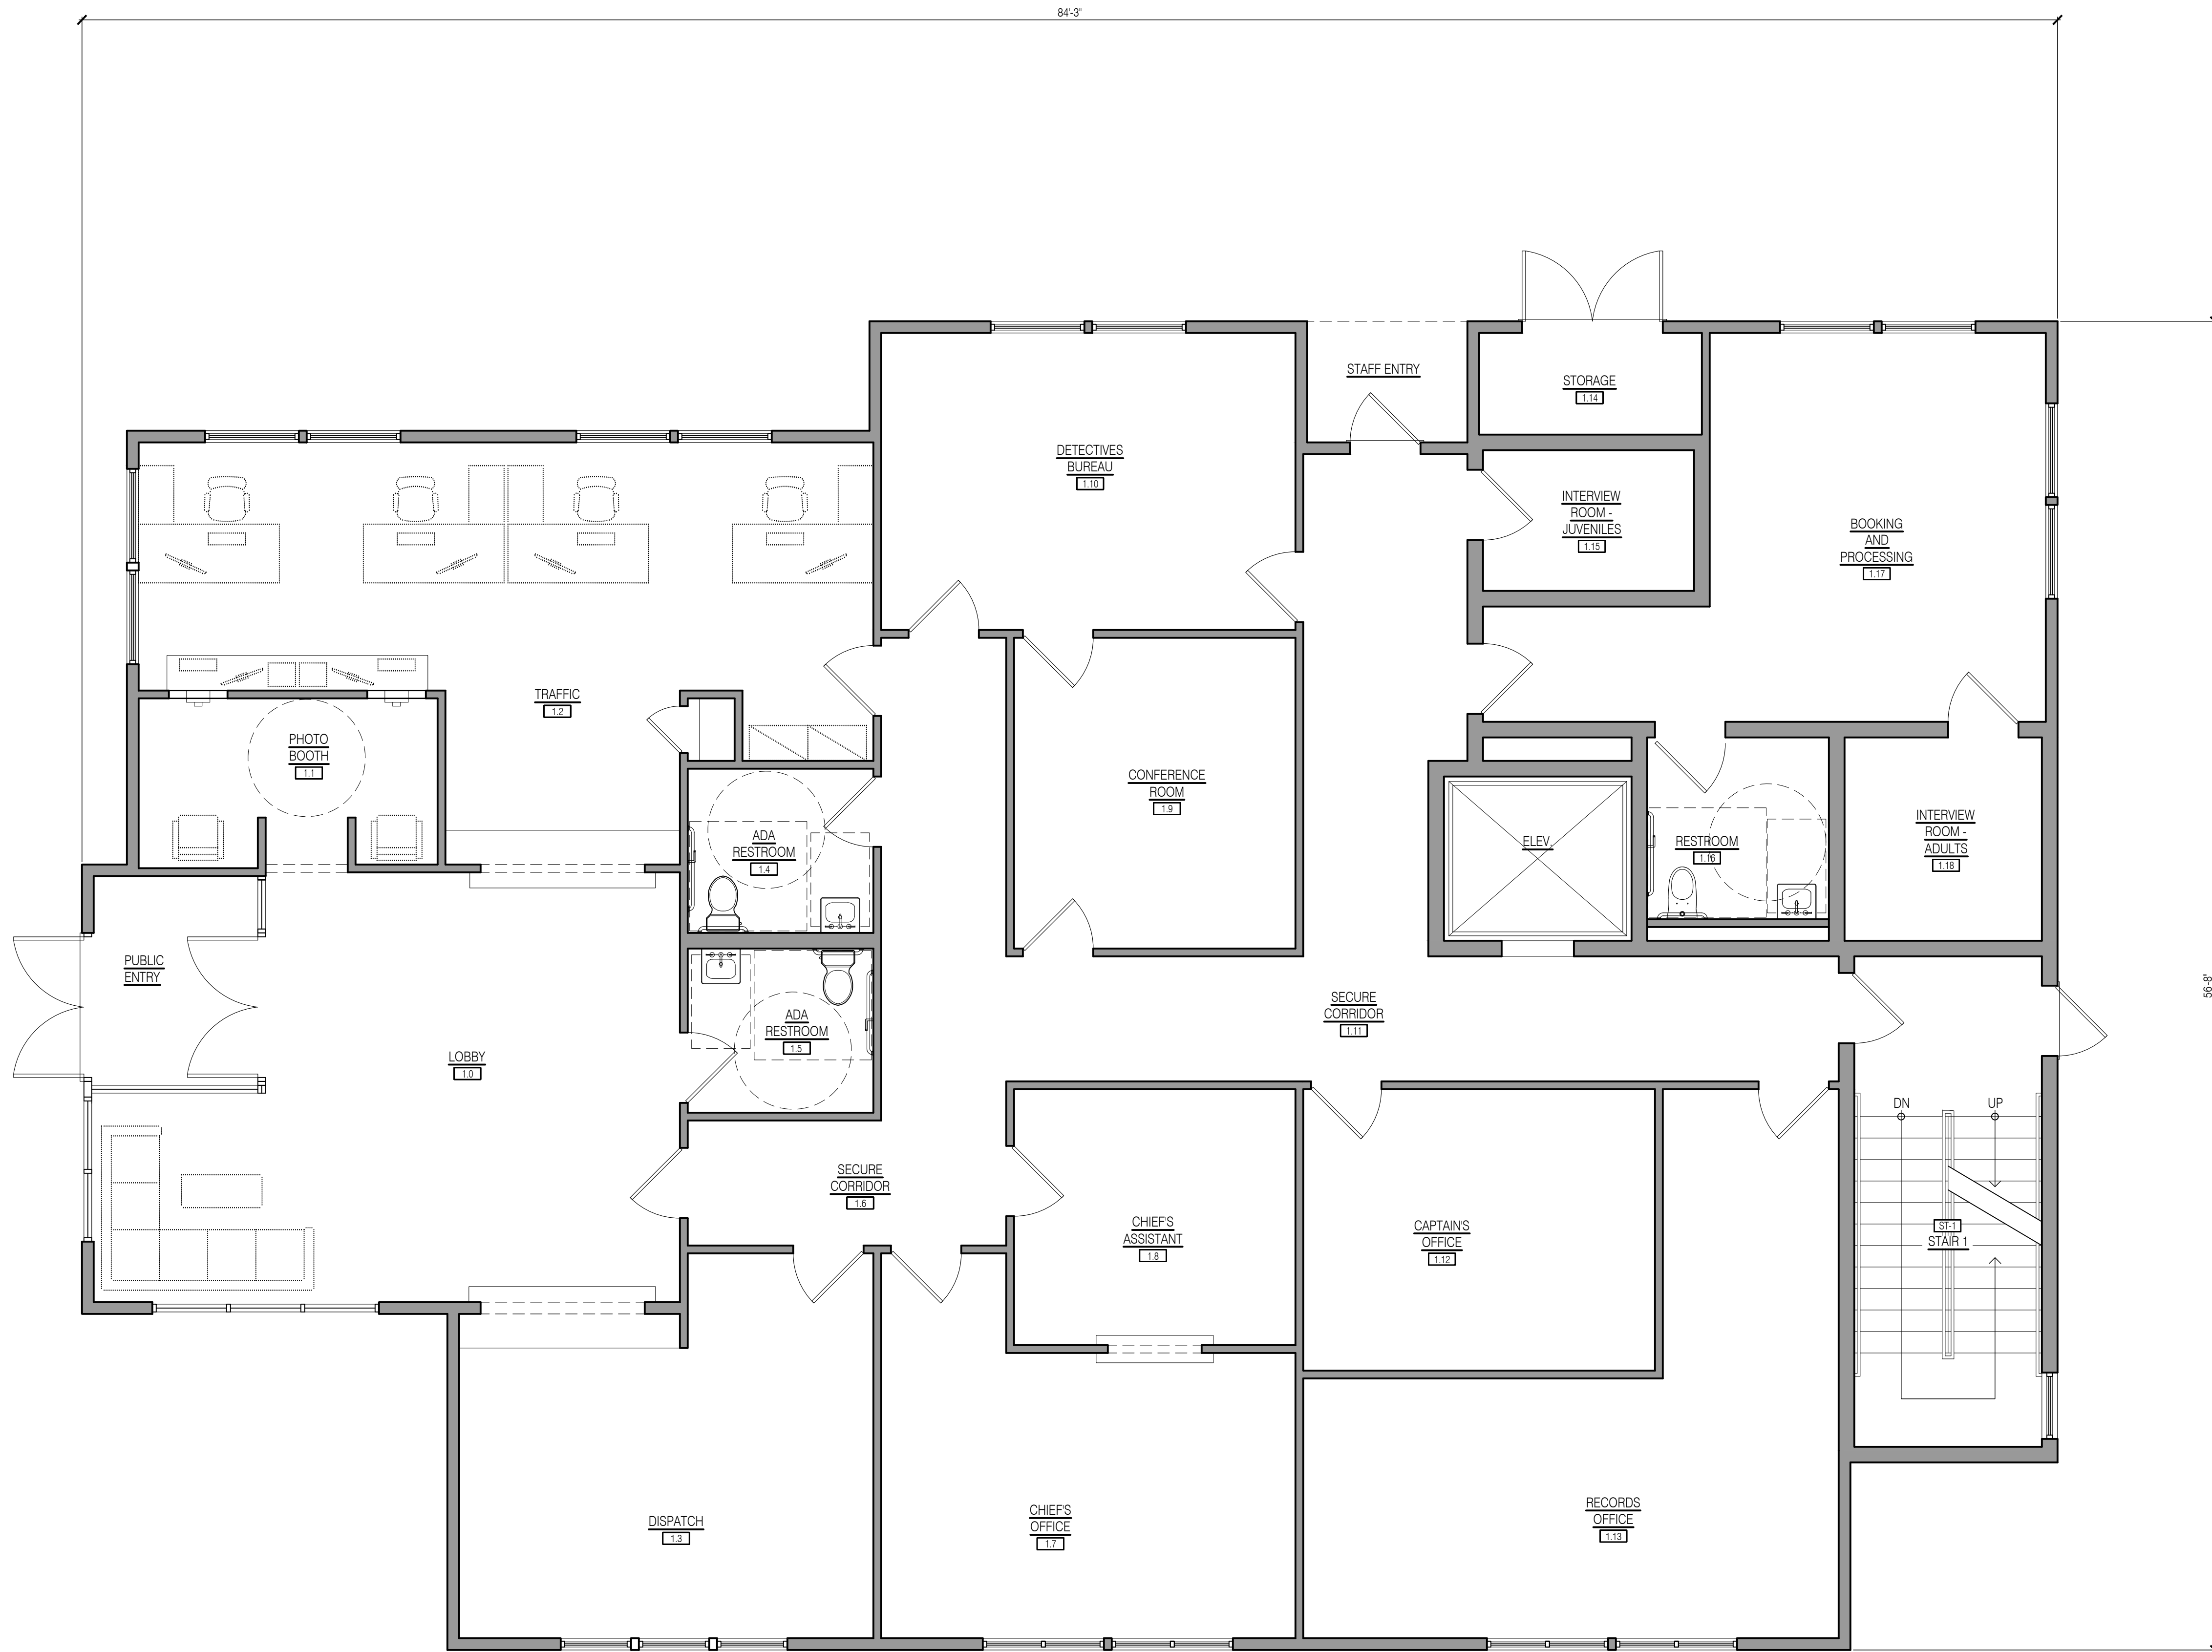 84'-3"
STAFF ENTRY
STORAGE
1.14
DETECTIVES
BUREAU
1.10
INTERVIEW
ROOM -
JUVENILES
1.15
BOOKING
AND
PROCESSING
1.17
TRAFFIC
1.2
PHOTO
BOOTH
1.1
CONFERENCE
ROOM
1.9
ADA
RESTROOM
1.4
ELEV.
RESTROOM
1.16
INTERVIEW
ROOM -
ADULTS
1.18
PUBLIC
ENTRY
56'-8"
SECURE
CORRIDOR
1.11
ADA
RESTROOM
1.5
LOBBY
1.0
DN
UP
SECURE
CORRIDOR
1.6
CHIEF'S
ASSISTANT
1.8
CAPTAIN'S
OFFICE
1.12
ST-1
STAIR 1
DISPATCH
1.3
CHIEF'S
OFFICE
1.7
RECORDS
OFFICE
1.13